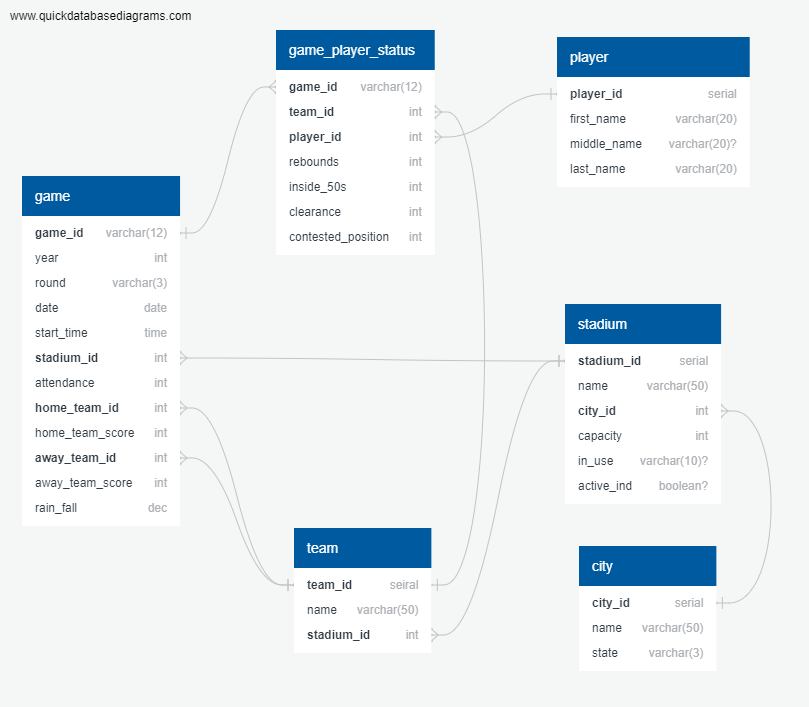 www.quickdatabasediagrams.com
game_player_status
game_id varchar(12)
team_id int
player_id int
rebounds int
inside_50s int
clearance int
contested_position int
player
player_id serial
first_name varchar(20)
middle_name varchar(20)?
last_name varchar(20)
game
game_id varchar(12)
year int
round varchar(3)
date date
start_time time
stadium_id int
attendance int
home_team_id int
home_team_score int
away_team_id int
away_team_score int
rain_fall dec
stadium
stadium_id serial
name varchar(50)
city_id int
capacity int
in_use varchar(10)?
active_ind boolean?
team
team_id seiral
name varchar(50)
stadium_id int
city
city_id serial
name varchar(50)
state varchar(3)